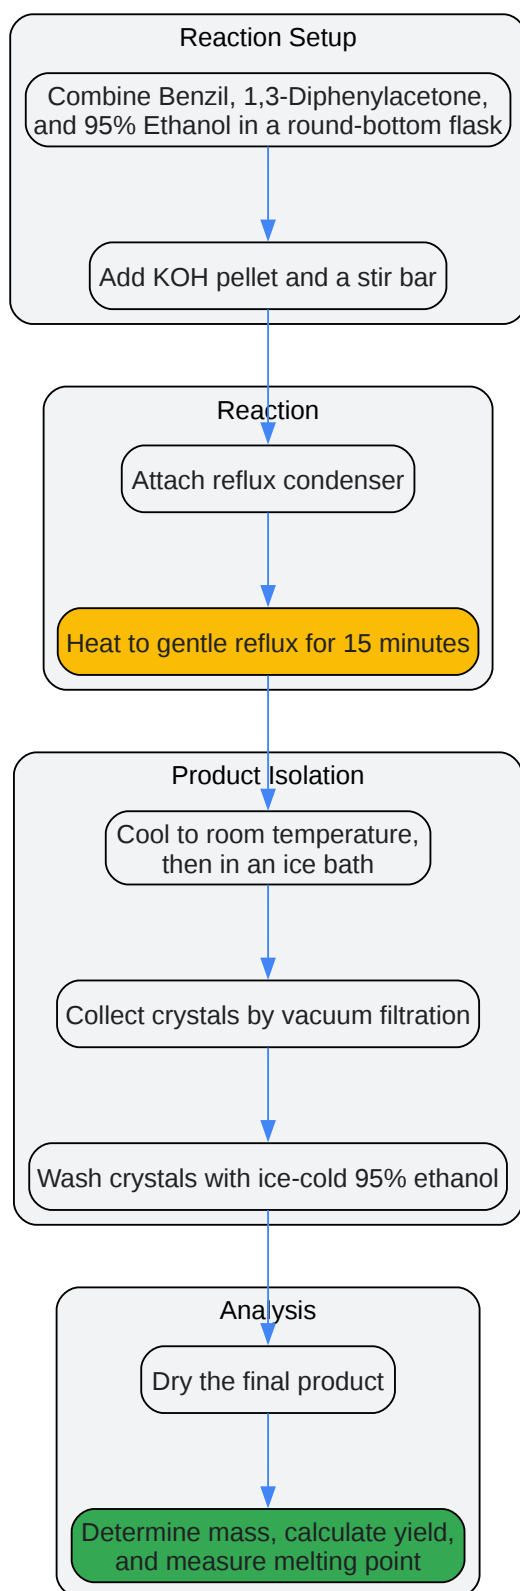 Reaction Setup
Combine Benzil, 1,3-Diphenylacetone,
and 95% Ethanol in a round-bottom flask
Add KOH pellet and a stir bar
Reaction
Attach reflux condenser
Heat to gentle reflux for 15 minutes
Product Isolation
Cool to room temperature,
then in an ice bath
Collect crystals by vacuum filtration
Wash crystals with ice-cold 95% ethanol
Analysis
Dry the final product
Determine mass, calculate yield,
and measure melting point